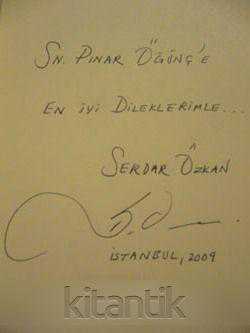 SN. PINAR ÖĞÜNÇ'E
EN İYİ DİLEKLERİMLE...
SERDAR ÖZKAN
İSTANBUL, 2009
kitantik